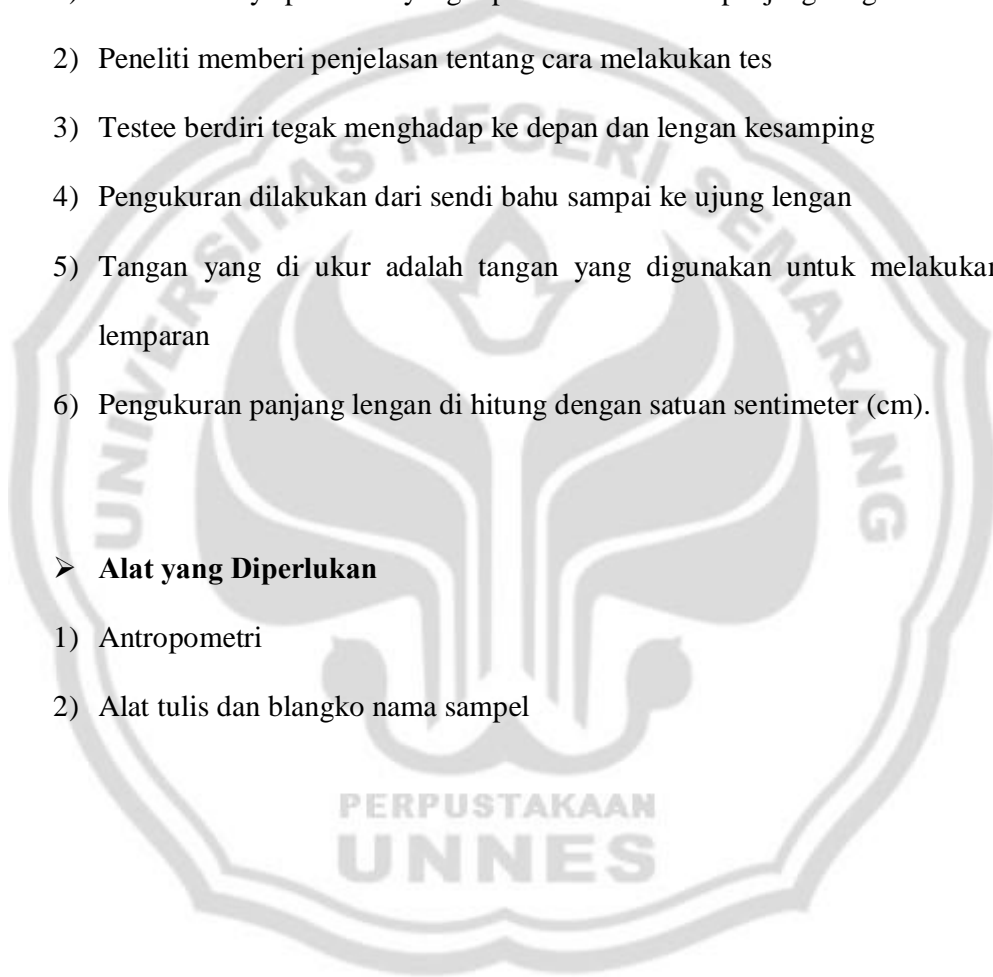 2) Peneliti memberi penjelasan tentang cara melakukan tes
3) Testee berdiri tegak menghadap ke depan dan lengan kesamping
4) Pengukuran dilakukan dari sendi bahu sampai ke ujung lengan
5) Tangan yang di ukur adalah tangan yang digunakan untuk melakukan
lemparan
6) Pengukuran panjang lengan di hitung dengan satuan sentimeter (cm).
➢ Alat yang Diperlukan
1) Antropometri
2) Alat tulis dan blangko nama sampel
UNIVERSITAS NEGERI SEMARANG
PERPUSTAKAAN
UNNES